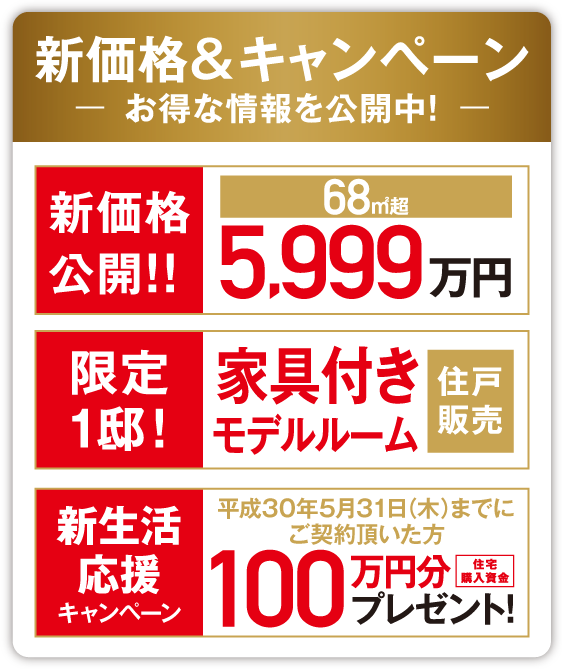 新価格&キャンペーン
― お得な情報を公開中! ―
新価格
公開!!
68㎡超
5,999万円
限定
1邸!
家具付き
モデルルーム
住戸
販売
新生活
応援
キャンペーン
平成30年5月31日(木)までに
ご契約頂いた方
100万円分
住宅
購入資金
プレゼント!